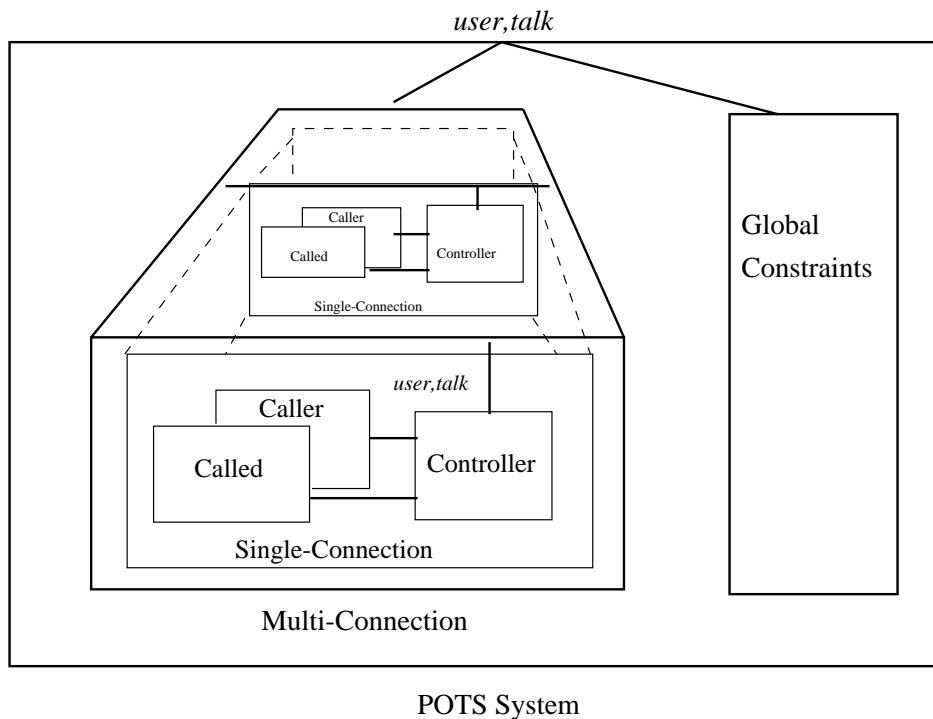 user,talk
Caller
Called
Controller
Single-Connection
Global
Constraints
user,talk
Caller
Called
Controller
Single-Connection
Multi-Connection
POTS System